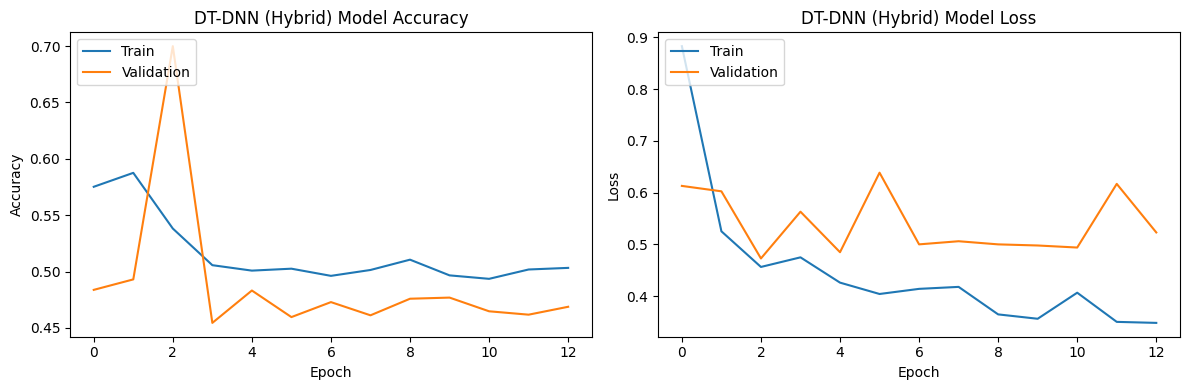 DT-DNN (Hybrid) Model Accuracy
Train
Validation
0.70
0.65
0.60
0.55
0.50
0.45
Accuracy
0 2 4 6 8 10 12
Epoch
DT-DNN (Hybrid) Model Loss
Train
Validation
0.9
0.8
0.7
0.6
0.5
0.4
Loss
0 2 4 6 8 10 12
Epoch